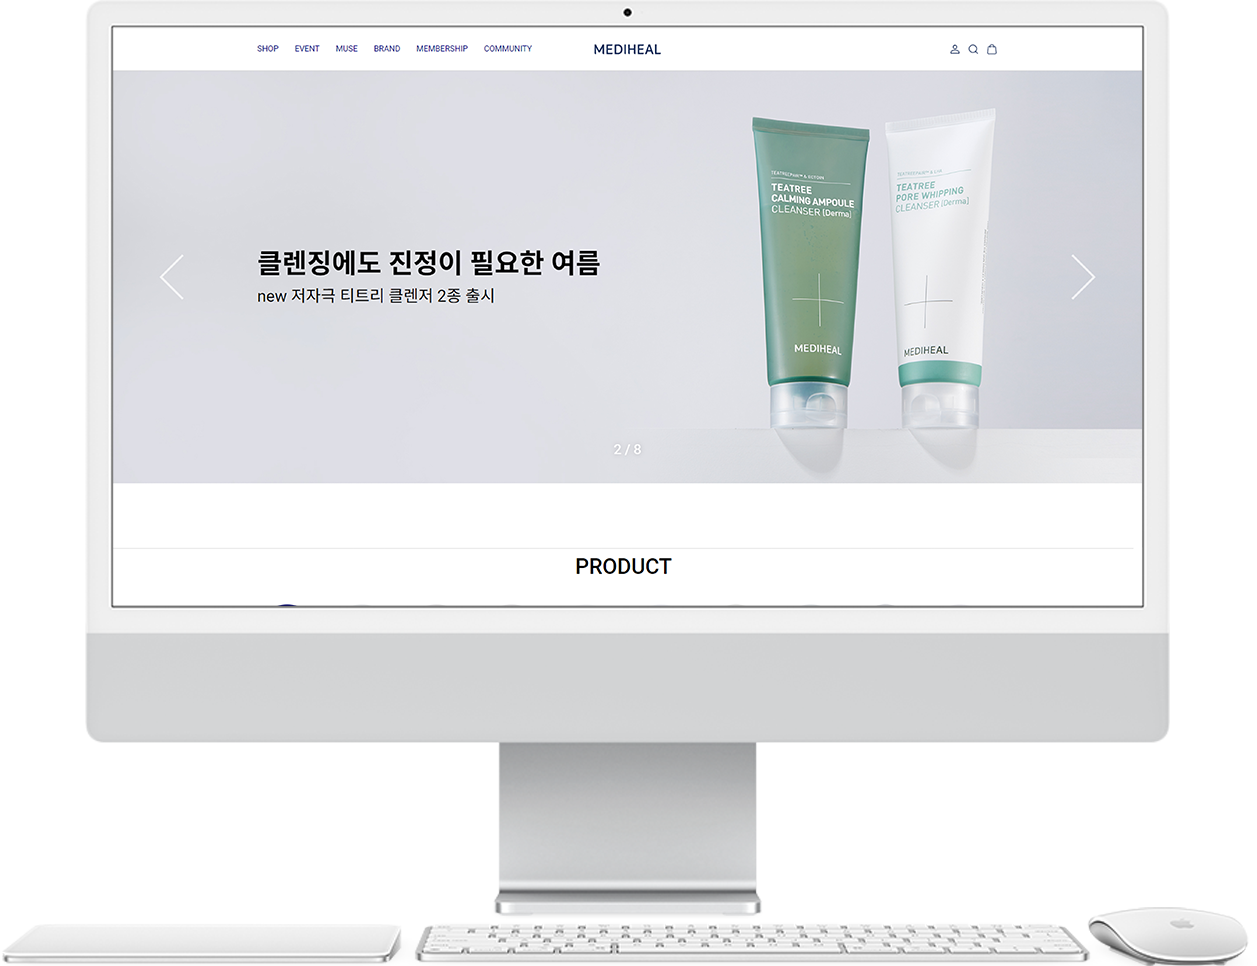 SHOP EVENT MUSE BRAND MEMBERSHIP COMMUNITY MEDIHEAL
TEATREE
CALMING AMPOULE
CLEANSER [Derma]
MEDIHEAL
TEATREE
PORE WHIPPING
CLEANSER [Derma]
MEDIHEAL
클렌징에도 진정이 필요한 여름
new 저자극 티트리 클렌저 2종 출시
2 / 8
PRODUCT